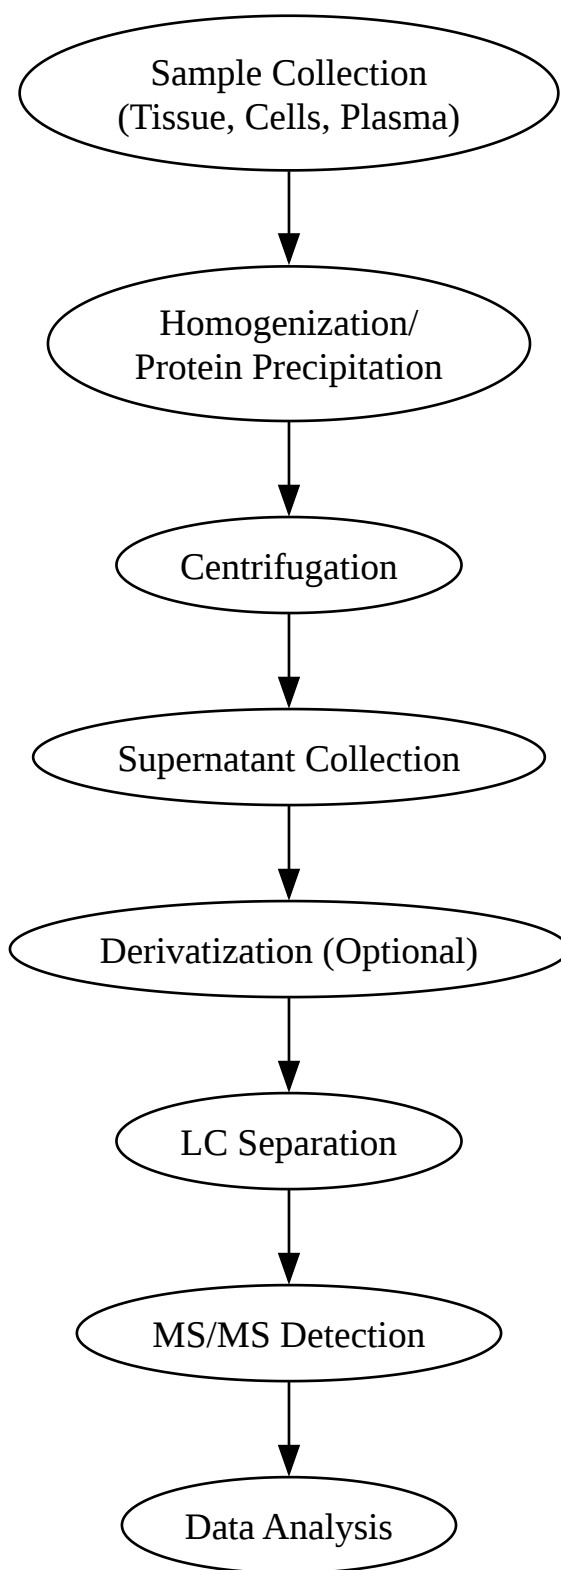 Sample Collection
(Tissue, Cells, Plasma)
Homogenization/
Protein Precipitation
Centrifugation
Supernatant Collection
Derivatization (Optional)
LC Separation
MS/MS Detection
Data Analysis